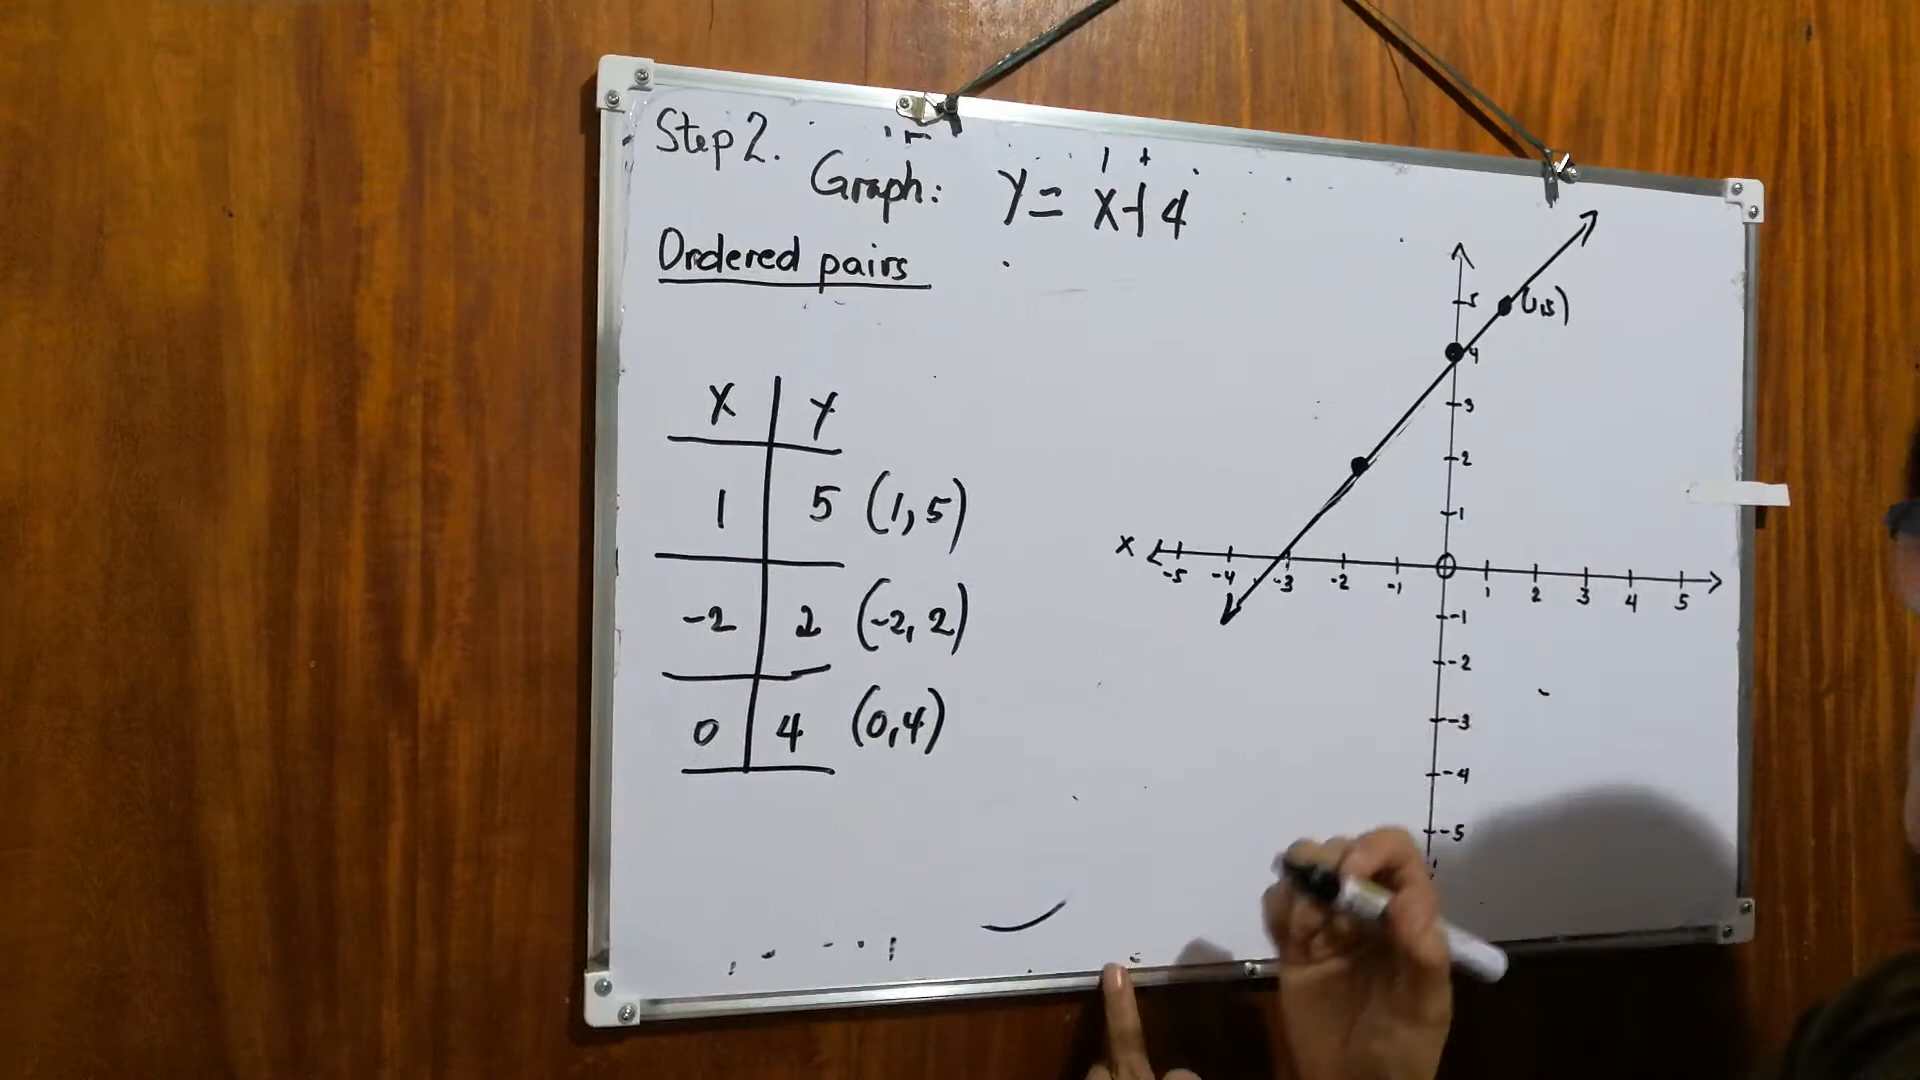 Step 2.
Graph: y = x + 4
Ordered pairs
x y
1 5 (1, 5)
-2 2 (-2, 2)
0 4 (0, 4)
5 (1,5)
4
3
2
1
x -5 -4 -3 -2 -1 0 1 2 3 4 5
-1
-2
-3
-4
-5